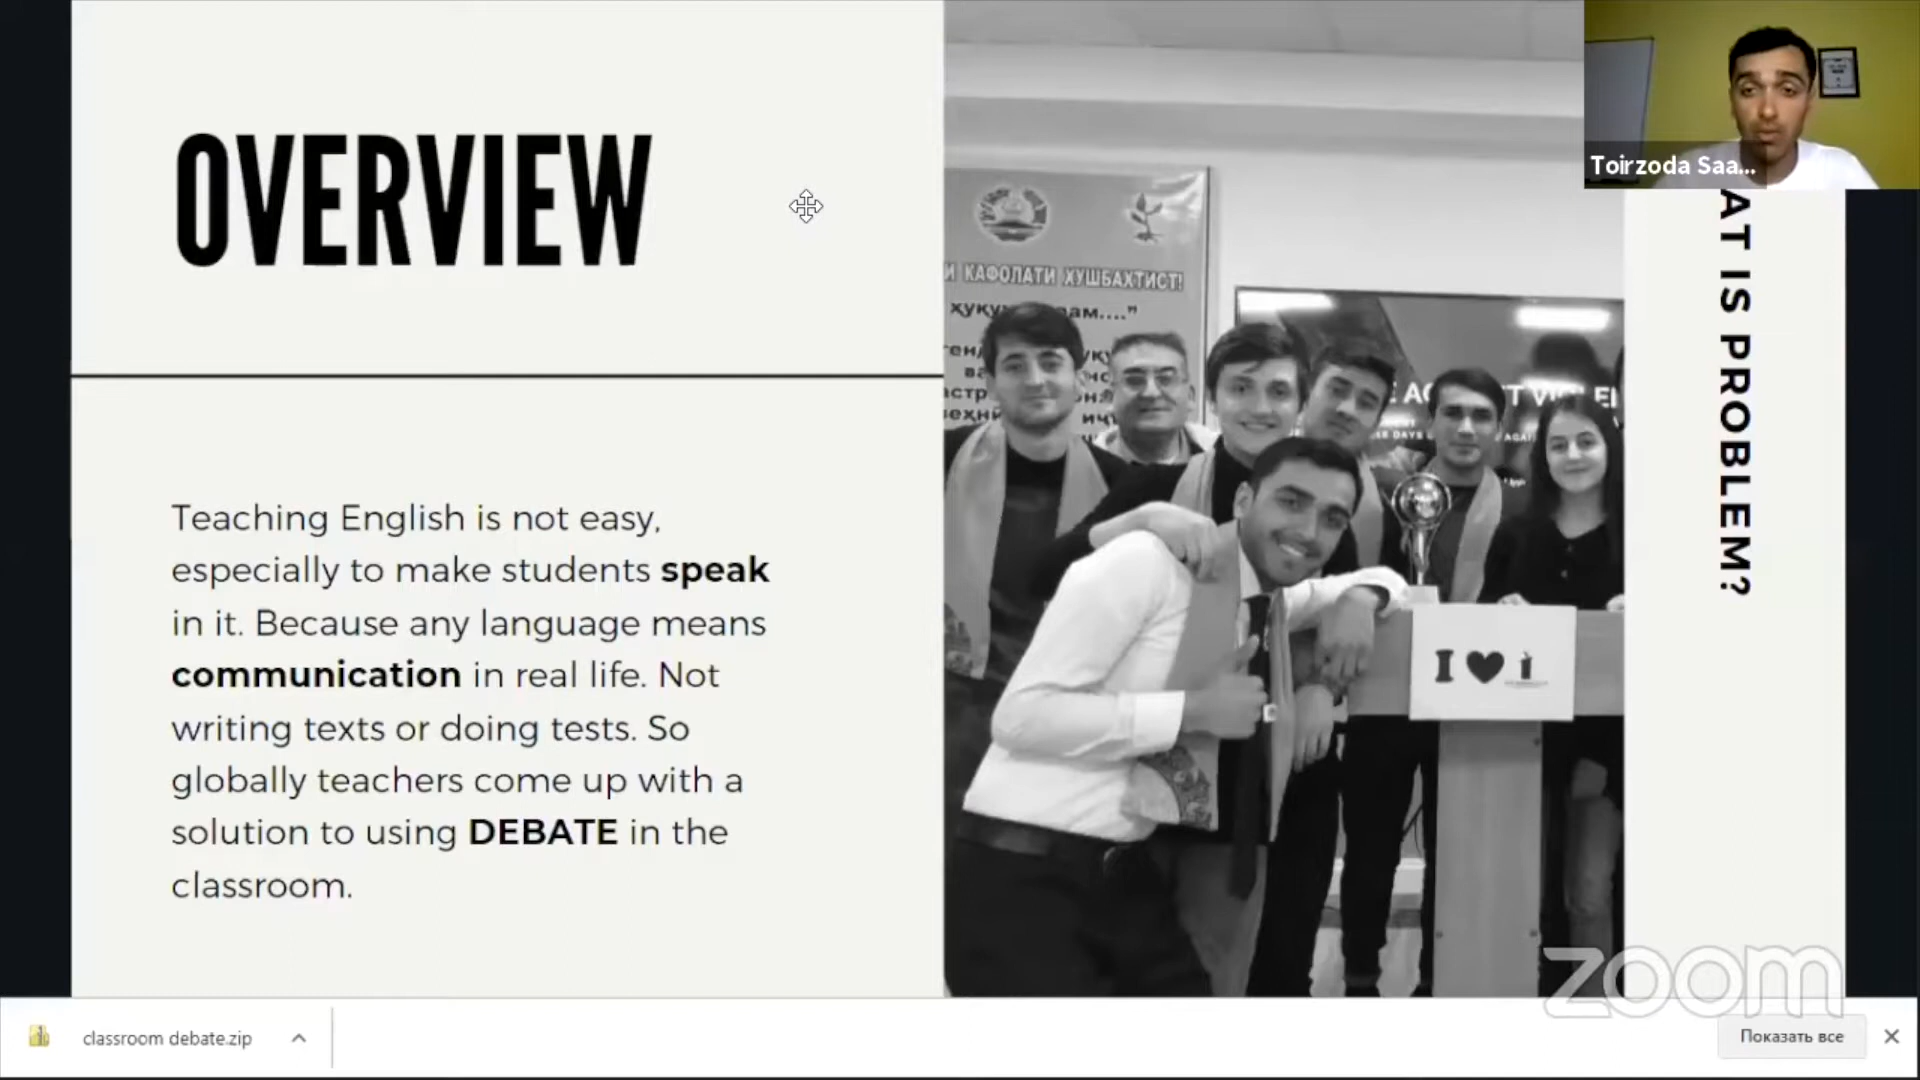 OVERVIEW
Teaching English is not easy,
especially to make students speak
in it. Because any language means
communication in real life. Not
writing texts or doing tests. So
globally teachers come up with a
solution to using DEBATE in the
classroom.
КАФОЛАТИ ХУШБАХТИСТ!
I
AT IS PROBLEM?
Toirzoda Saa...
zoom
classroom debate.zip
Показать все